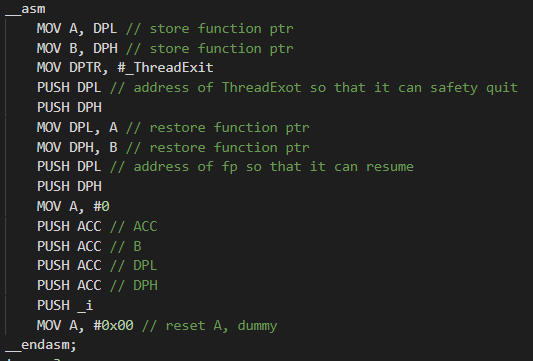 __asm
MOV A, DPL // store function ptr
MOV B, DPH // store function ptr
MOV DPTR, #_ThreadExit
PUSH DPL // address of ThreadExot so that it can safety quit
PUSH DPH
MOV DPL, A // restore function ptr
MOV DPH, B // restore function ptr
PUSH DPL // address of fp so that it can resume
PUSH DPH
MOV A, #0
PUSH ACC // ACC
PUSH ACC // B
PUSH ACC // DPL
PUSH ACC // DPH
PUSH _i
MOV A, #0x00 // reset A, dummy
__endasm;